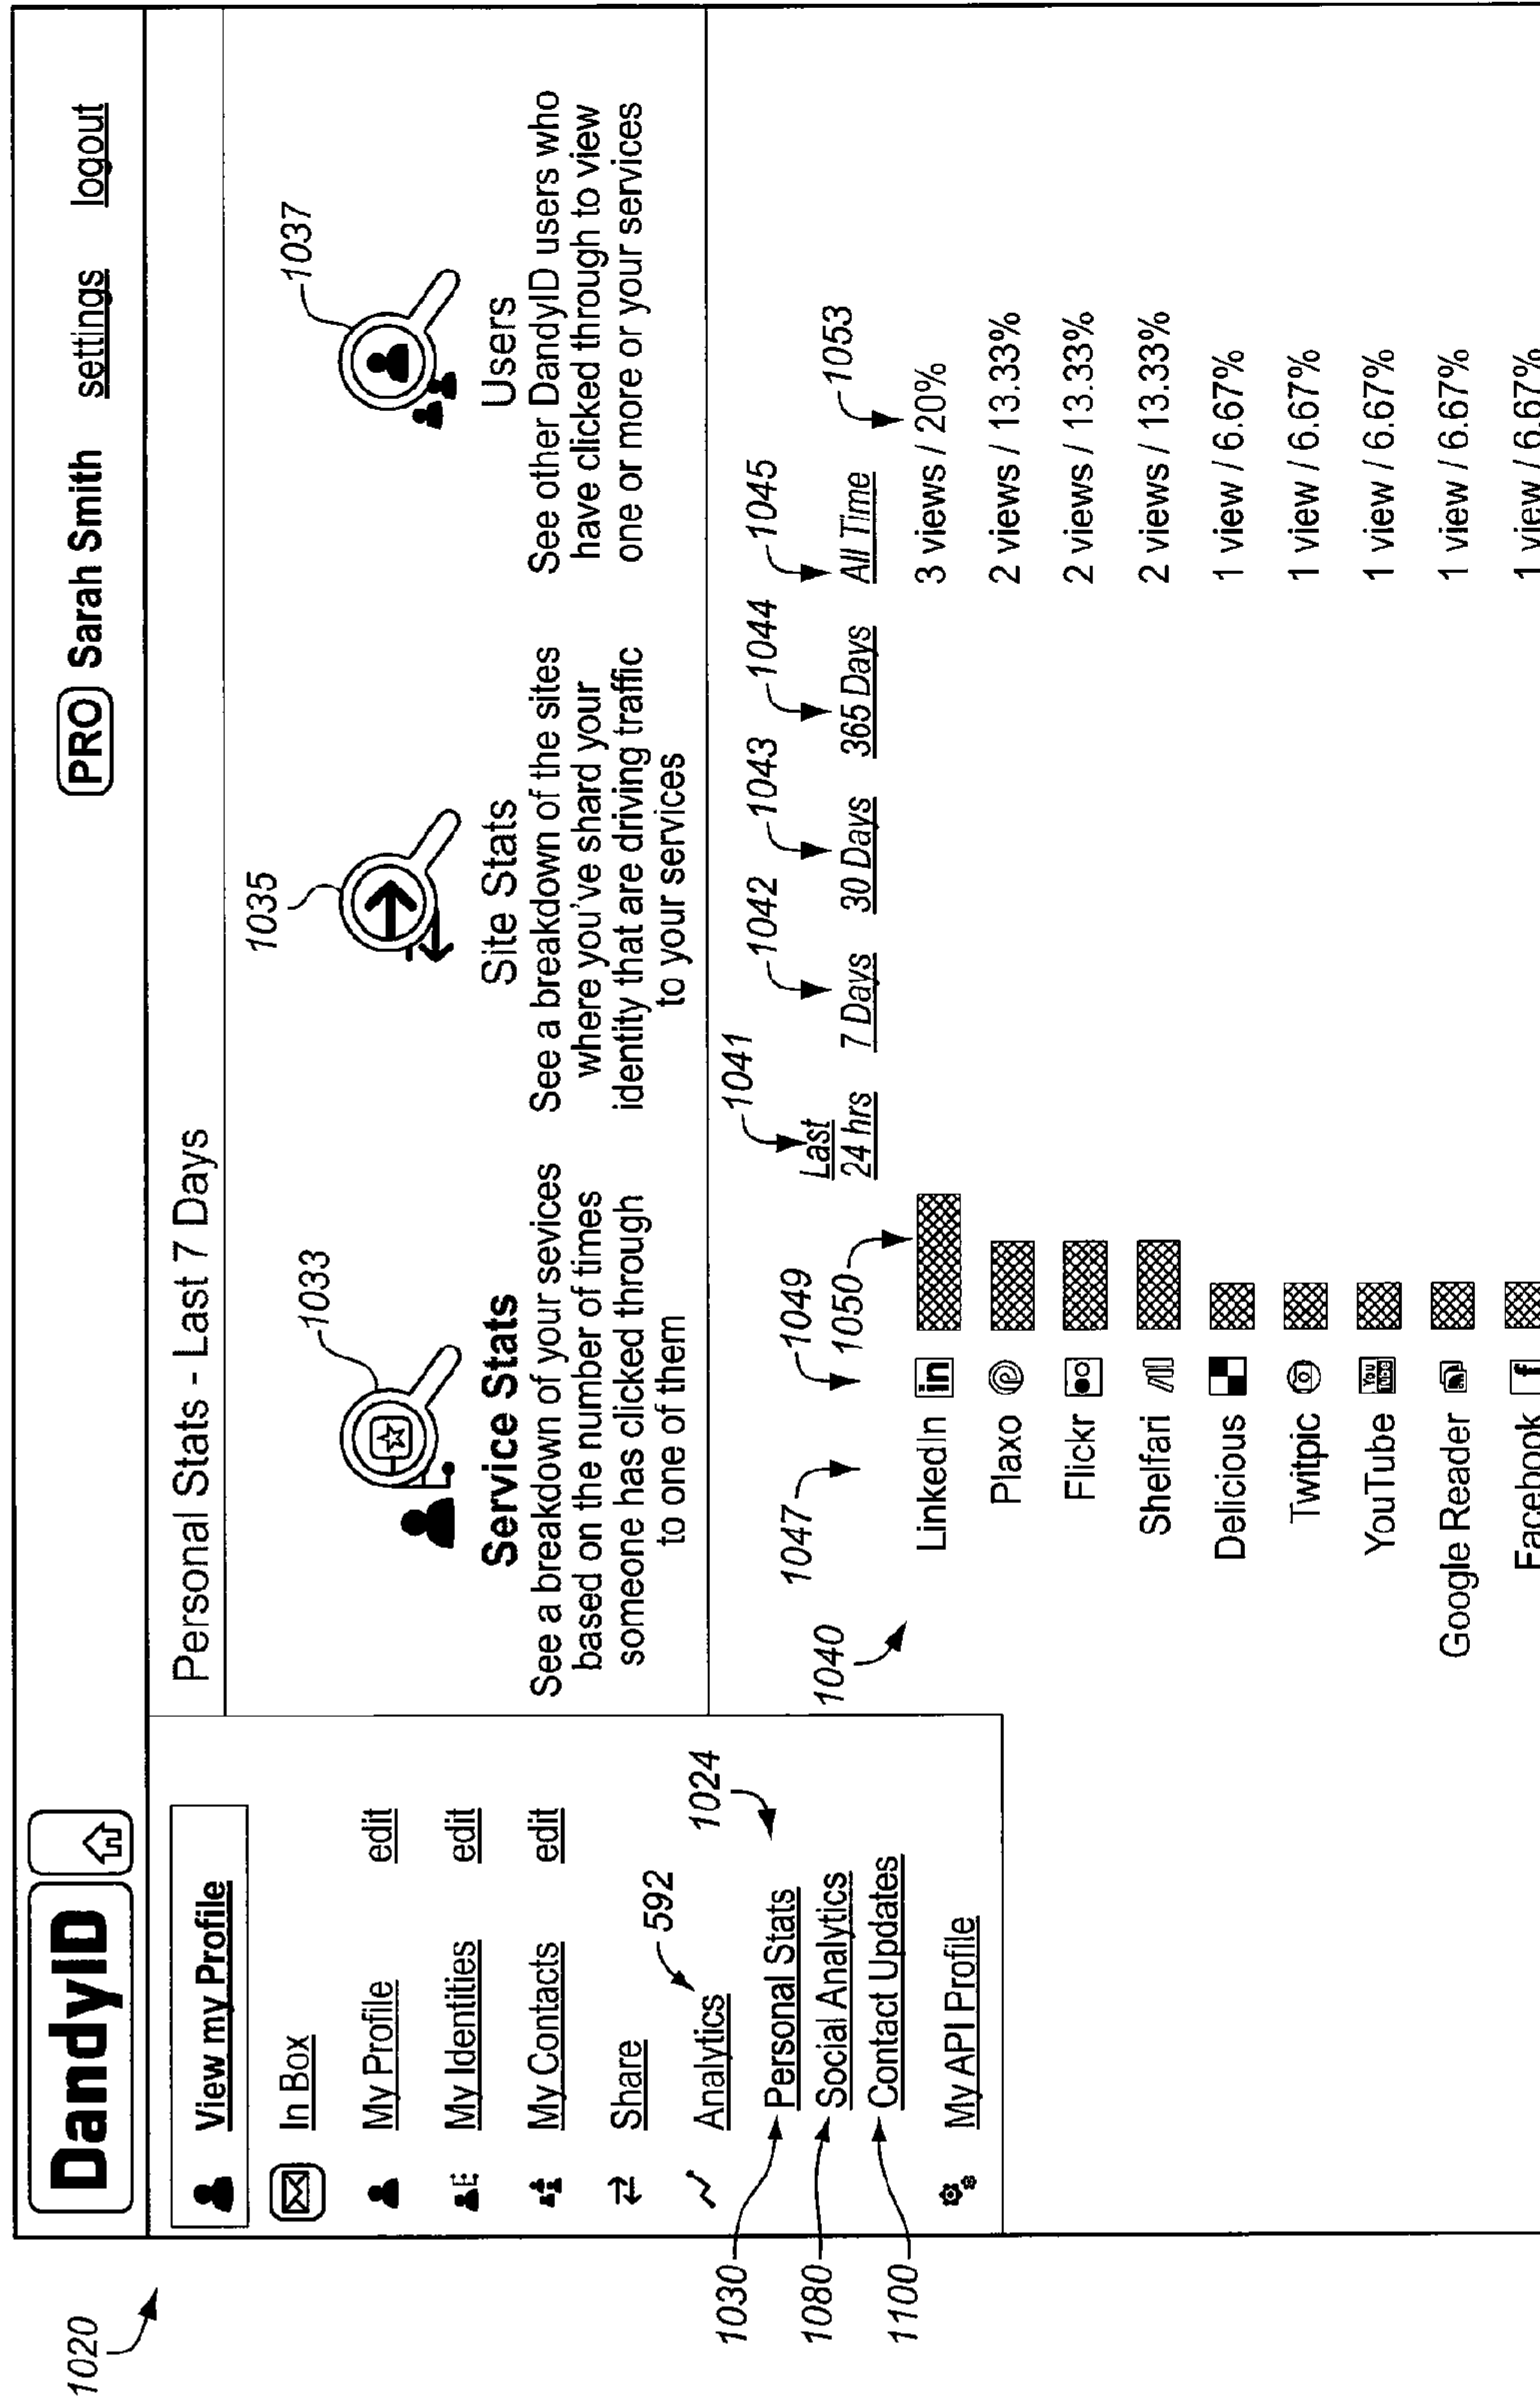 1020
DandyID
PRO Sarah Smith settings logout
View my Profile
In Box
My Profile edit
My Identities edit
My Contacts edit
Share
592
Analytics
1024
1030 Personal Stats
1080 Social Analytics
1100 Contact Updates
My API Profile
Personal Stats - Last 7 Days
1033
Service Stats
See a breakdown of your sevices
based on the number of times
someone has clicked through
to one of them
1035
Site Stats
See a breakdown of the sites
where you've shard your
identity that are driving traffic
to your services
1037
Users
See other DandyID users who
have clicked through to view
one or more or your services
1040
1047
1049
1050
1041
1042
1043
1044
1045
1053
Last
24 hrs 7 Days 30 Days 365 Days All Time
LinkedIn in 3 views / 20%
Plaxo 2 views / 13.33%
Flickr 2 views / 13.33%
Shelfari 2 views / 13.33%
Delicious 1 view / 6.67%
Twitpic 1 view / 6.67%
YouTube You Tube 1 view / 6.67%
Google Reader 1 view / 6.67%
Facebook f 1 view / 6.67%